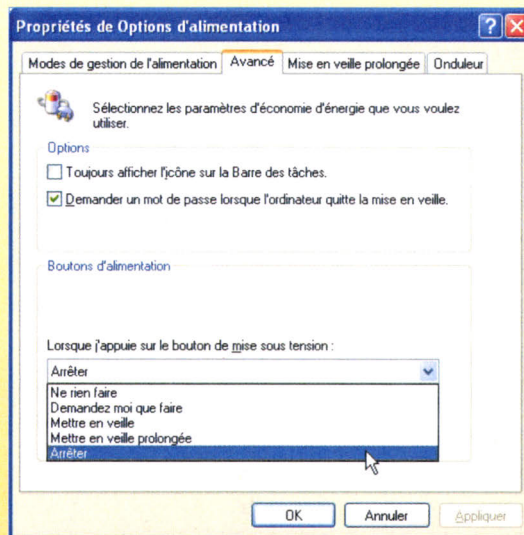 Propriétés de Options d'alimentation
Modes de gestion de l'alimentation Avancé Mise en veille prolongée Onduleur
Sélectionnez les paramètres d'économie d'énergie que vous voulez
utiliser.
Options
Toujours afficher l'icône sur la Barre des tâches.
Demander un mot de passe lorsque l'ordinateur quitte la mise en veille.
Boutons d'alimentation
Lorsque j'appuie sur le bouton de mise sous tension :
Arrêter
Ne rien faire
Demandez moi que faire
Mettre en veille
Mettre en veille prolongée
Arrêter
OK Annuler Appliquer